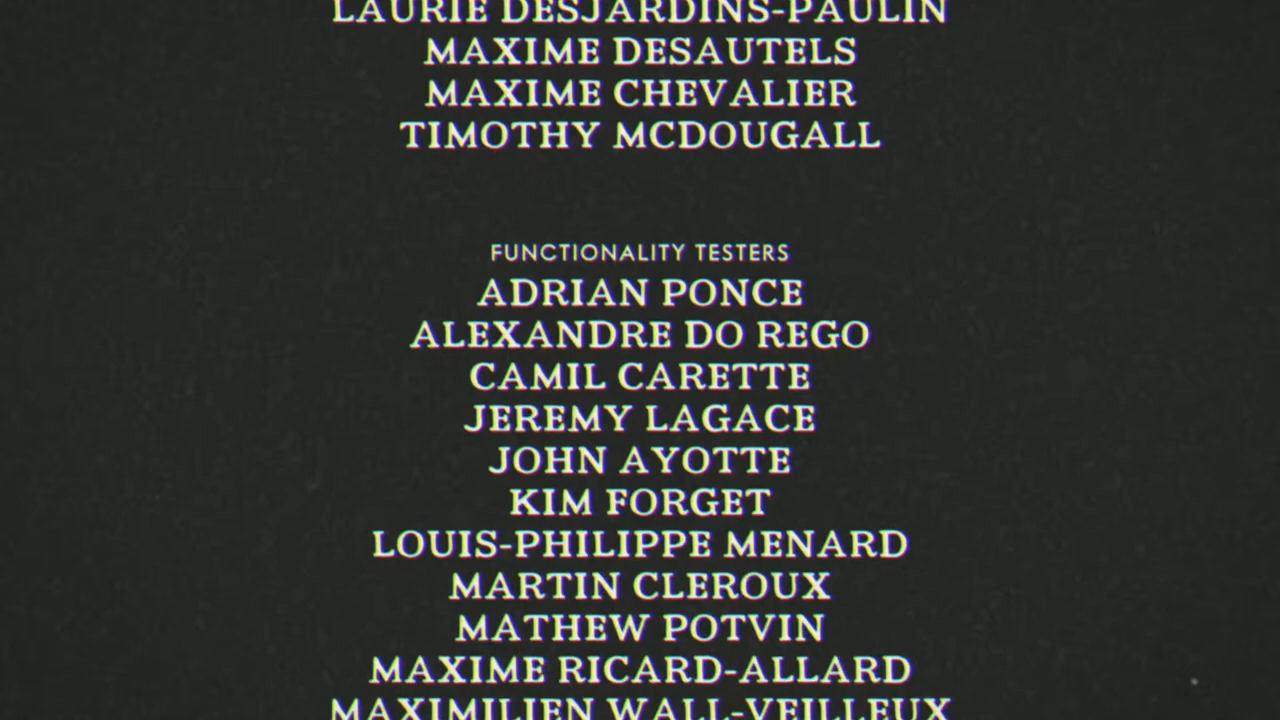 LAURIE DESJARDINS-PAULIN
MAXIME DESAUTELS
MAXIME CHEVALIER
TIMOTHY MCDOUGALL
FUNCTIONALITY TESTERS
ADRIAN PONCE
ALEXANDRE DO REGO
CAMIL CARETTE
JEREMY LAGACE
JOHN AYOTTE
KIM FORGET
LOUIS-PHILIPPE MENARD
MARTIN CLEROUX
MATHEW POTVIN
MAXIME RICARD-ALLARD
MAXIMILIEN WALL-VEILLEUX